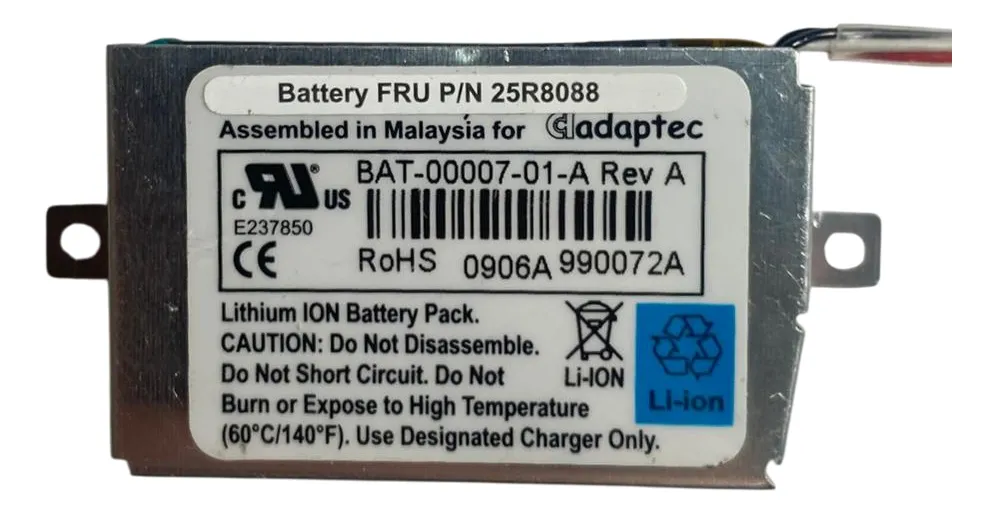 Battery FRU P/N 25R8088
Assembled in Malaysia for adaptec
BAT-00007-01-A Rev A
c RU® US
E237850
CE
RoHS 0906A 990072A
Lithium ION Battery Pack.
CAUTION: Do Not Disassemble.
Do Not Short Circuit. Do Not
Burn or Expose to High Temperature
(60°C/140°F). Use Designated Charger Only.
Li-ION
Li-ion